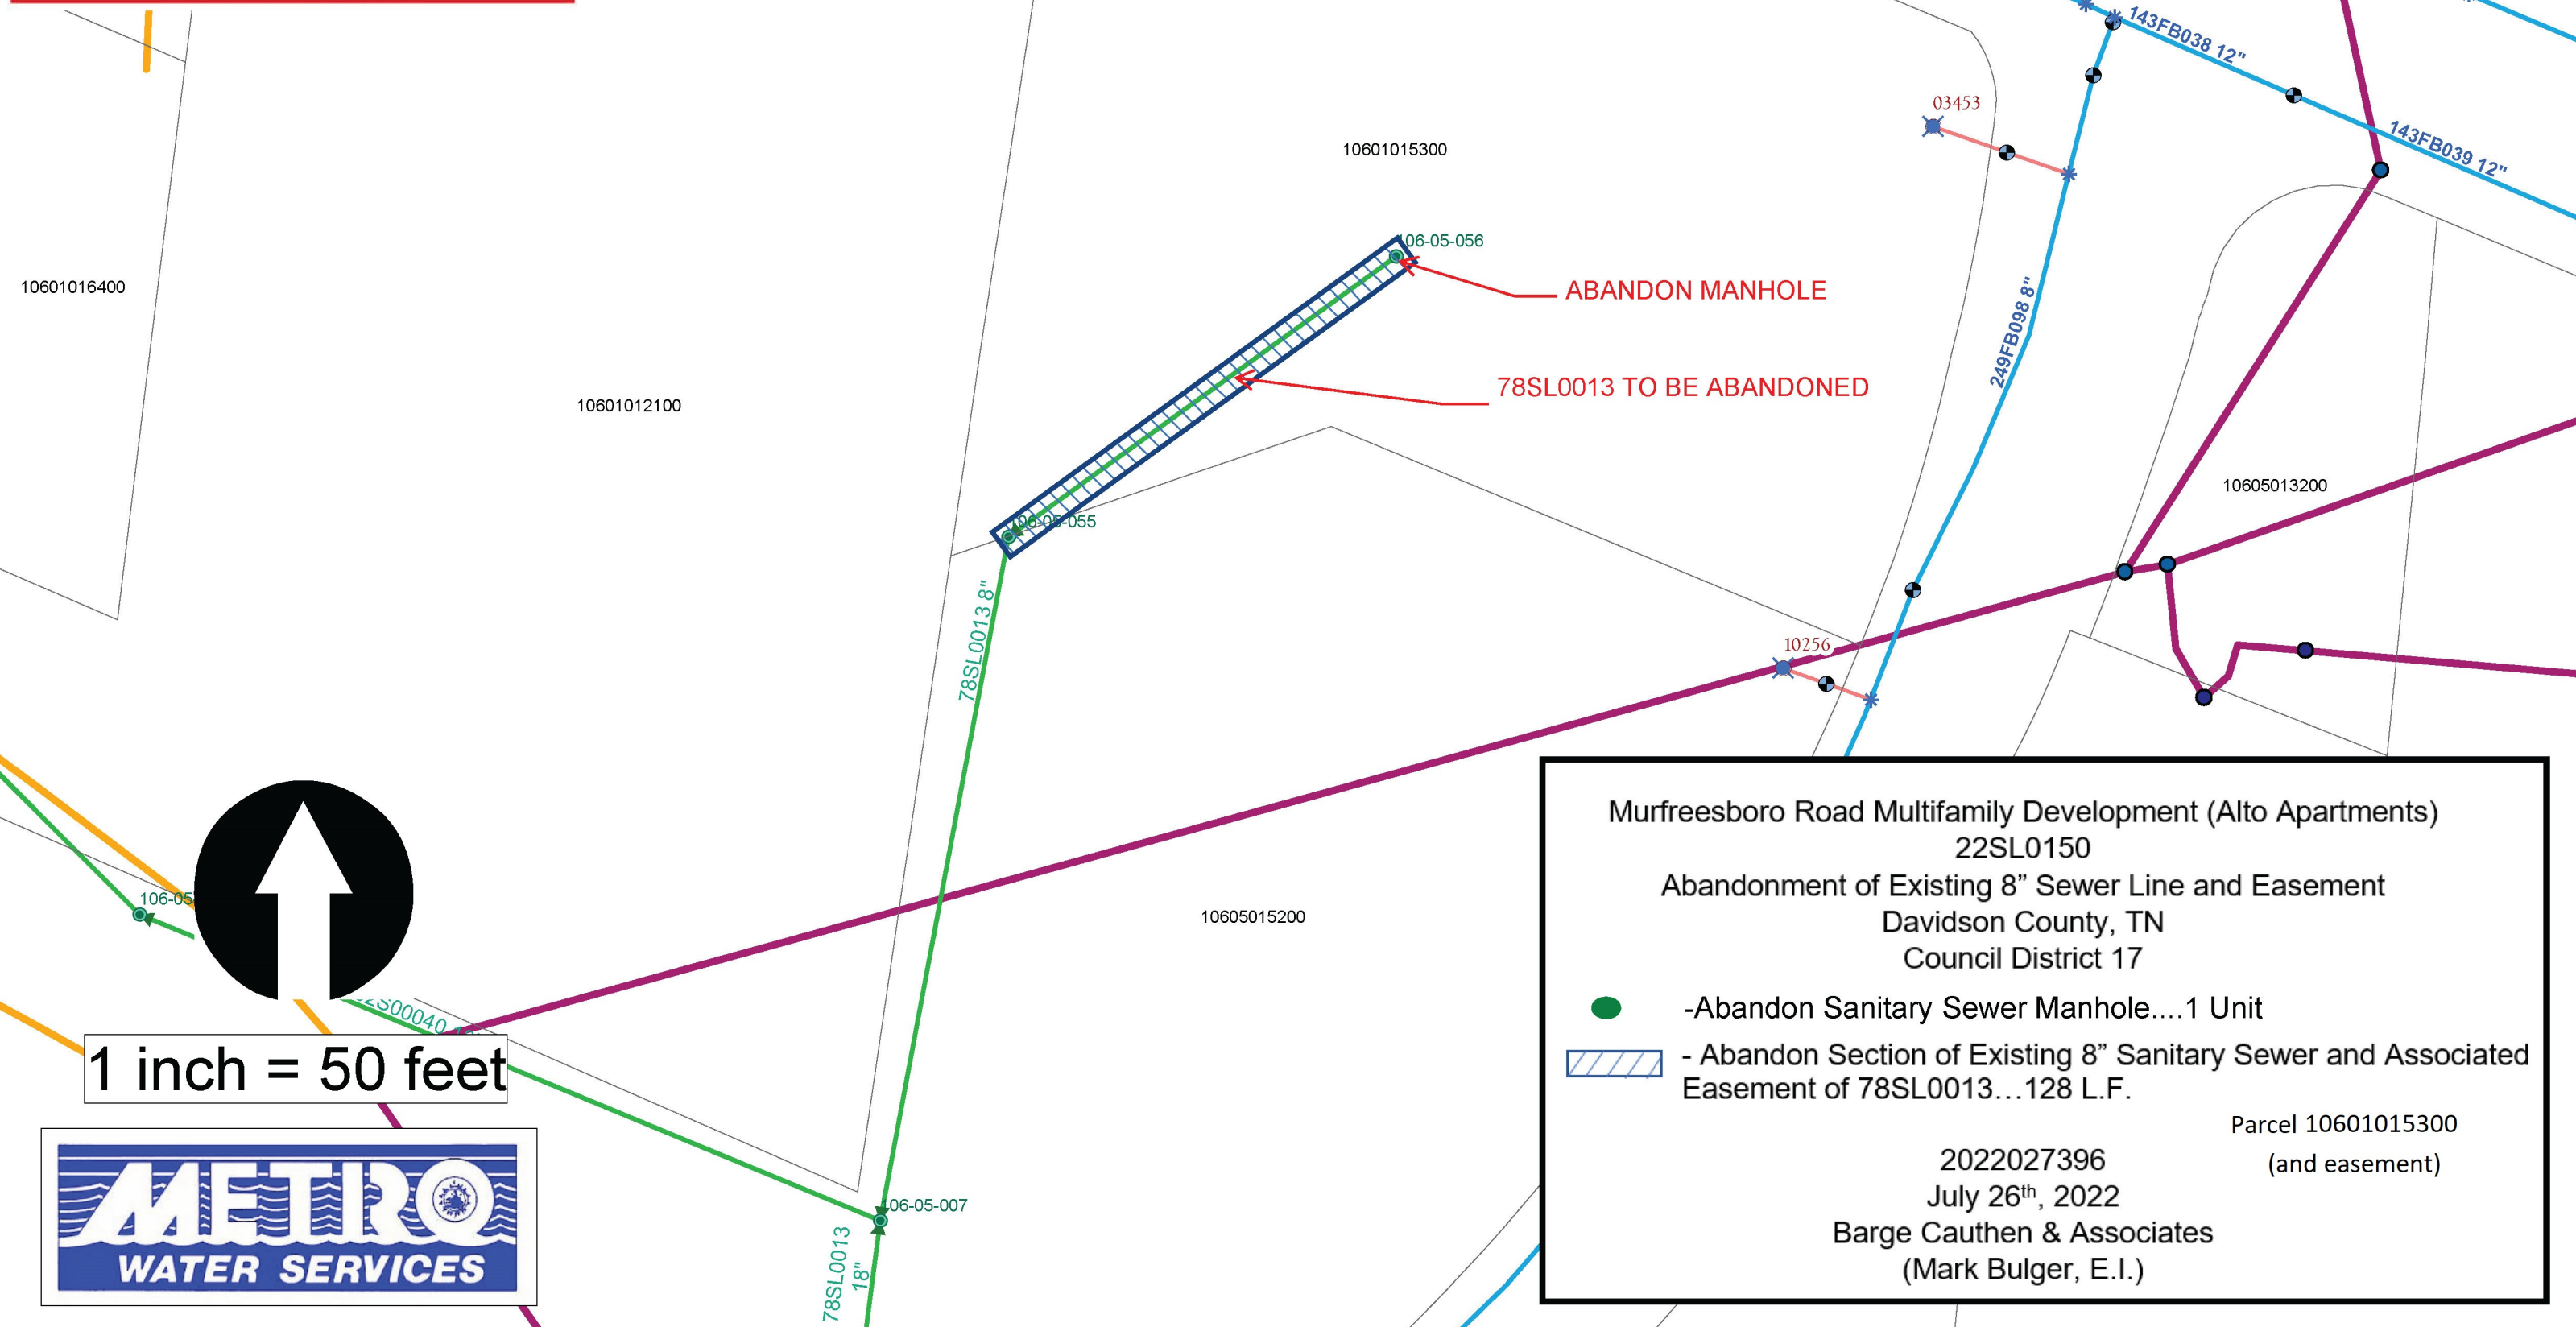 143FB038 12"
03453
143FB039 12"
10601015300
106-05-056
10601016400
ABANDON MANHOLE
249FB098 8"
78SL0013 TO BE ABANDONED
10601012100
10605013200
106-05-055
78SL0013 8"
10256
106-05
10605015200
S00040
1 inch = 50 feet
106-05-007
78SL0013
18"
METRO
WATER SERVICES
Murfreesboro Road Multifamily Development (Alto Apartments)
22SL0150
Abandonment of Existing 8” Sewer Line and Easement
Davidson County, TN
Council District 17
-Abandon Sanitary Sewer Manhole....1 Unit
- Abandon Section of Existing 8” Sanitary Sewer and Associated
Easement of 78SL0013…128 L.F.
Parcel 10601015300
(and easement)
2022027396
July 26th, 2022
Barge Cauthen & Associates
(Mark Bulger, E.I.)